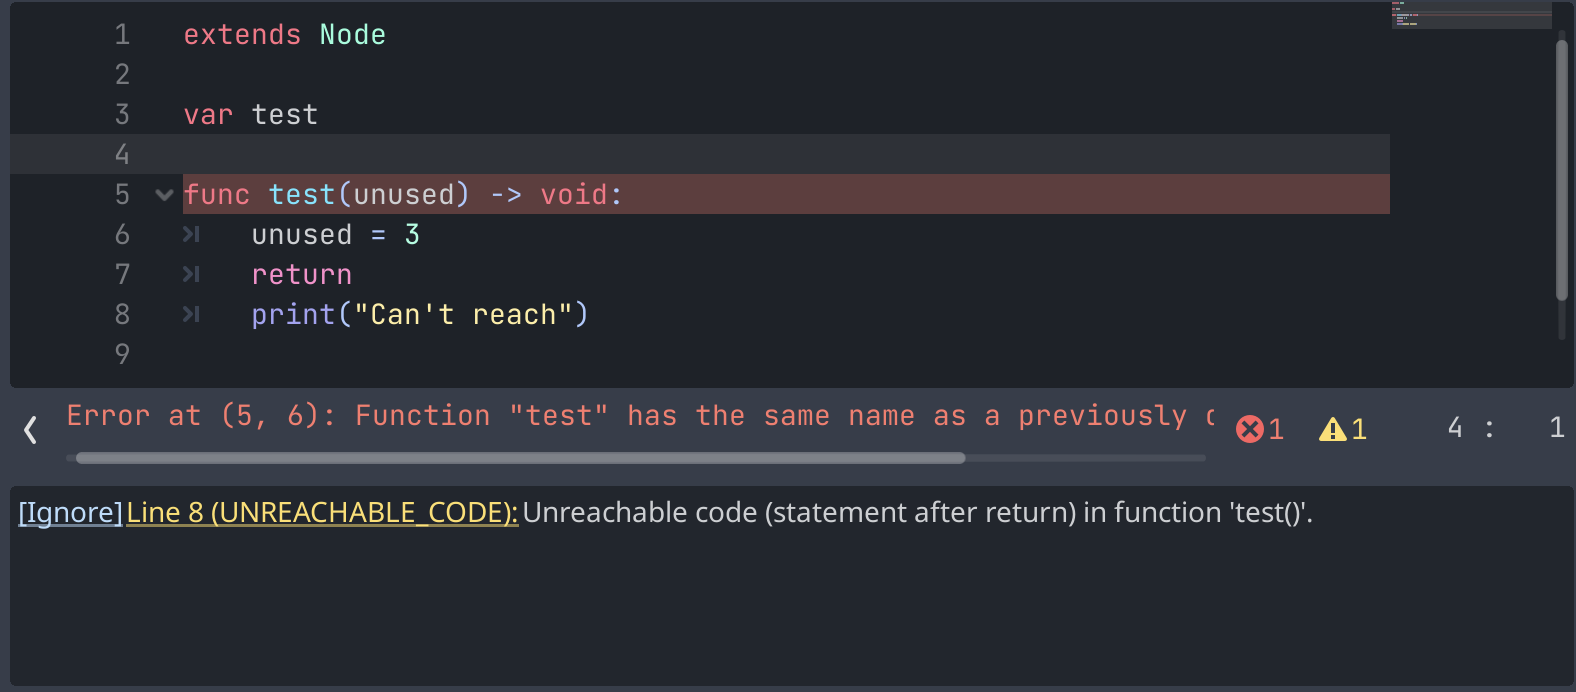 1 extends Node
2
3 var test
4
5 func test(unused) -> void:
6 unused = 3
7 return
8 print("Can't reach")
9
Error at (5, 6): Function "test" has the same name as a previously
1 1 4 : 1
[Ignore]Line 8 (UNREACHABLE_CODE):Unreachable code (statement after return) in function 'test()'.